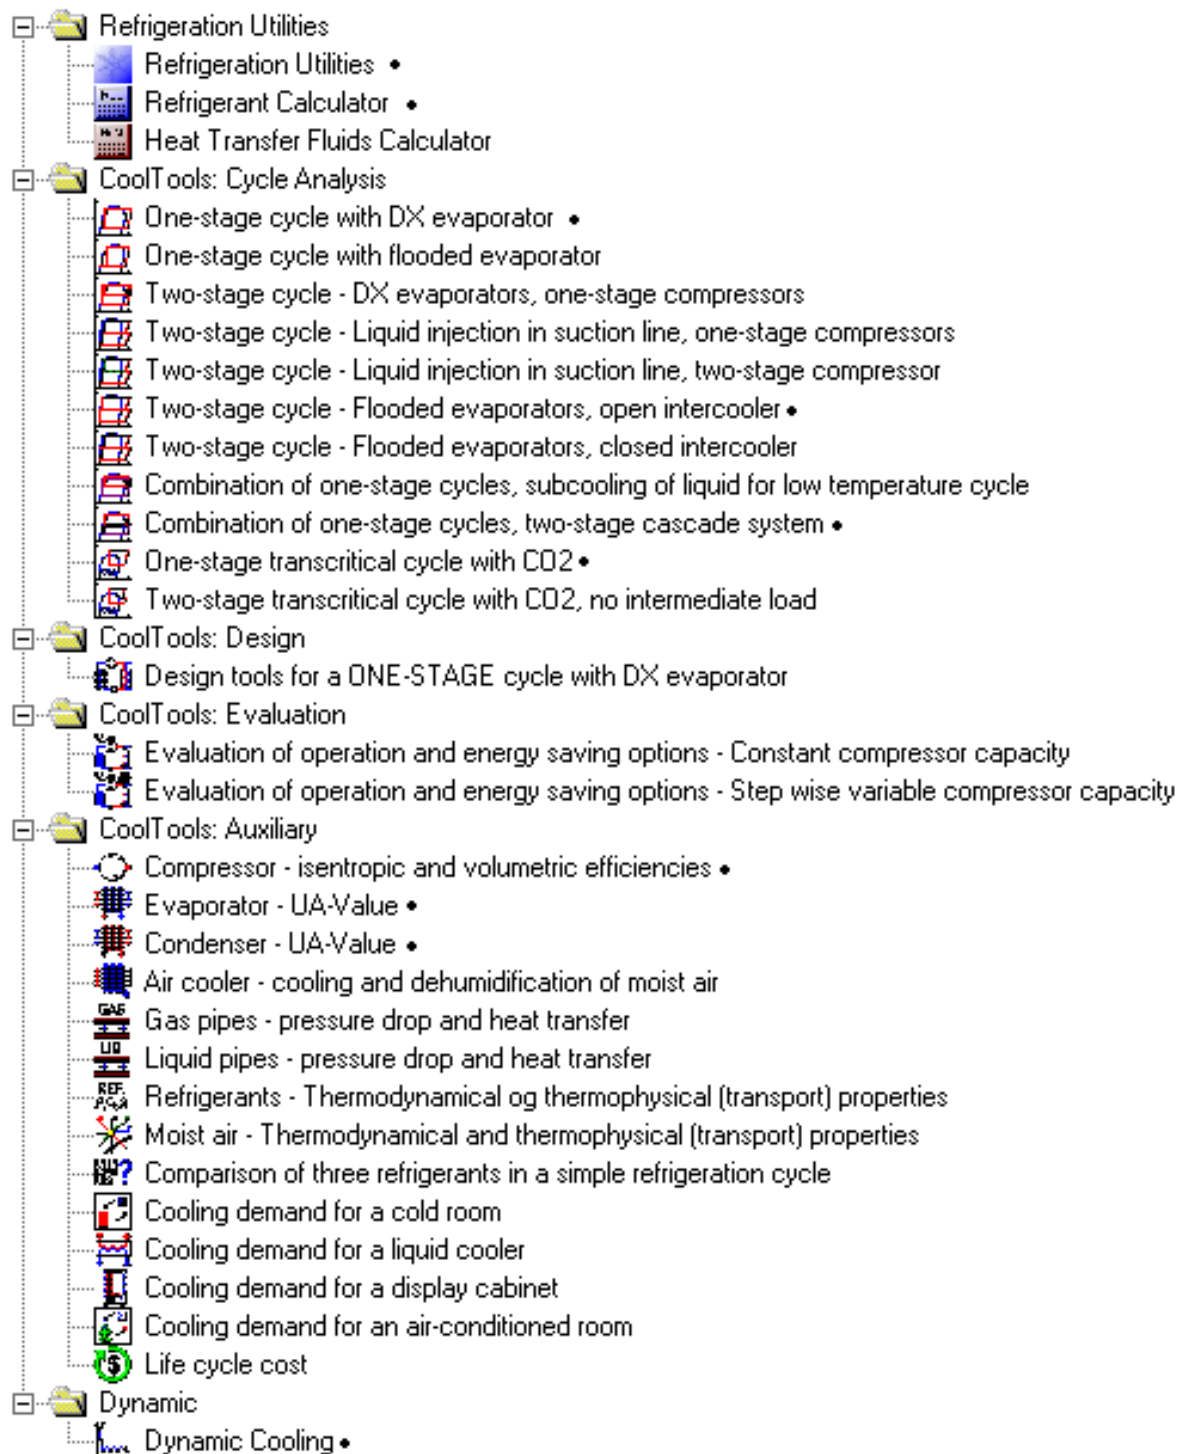 Refrigeration Utilities
Refrigeration Utilities •
Refrigerant Calculator •
Heat Transfer Fluids Calculator
CoolTools: Cycle Analysis
One-stage cycle with DX evaporator •
One-stage cycle with flooded evaporator
Two-stage cycle - DX evaporators, one-stage compressors
Two-stage cycle - Liquid injection in suction line, one-stage compressors
Two-stage cycle - Liquid injection in suction line, two-stage compressor
Two-stage cycle - Flooded evaporators, open intercooler •
Two-stage cycle - Flooded evaporators, closed intercooler
Combination of one-stage cycles, subcooling of liquid for low temperature cycle
Combination of one-stage cycles, two-stage cascade system •
One-stage transcritical cycle with CO2 •
Two-stage transcritical cycle with CO2, no intermediate load
CoolTools: Design
Design tools for a ONE-STAGE cycle with DX evaporator
CoolTools: Evaluation
Evaluation of operation and energy saving options - Constant compressor capacity
Evaluation of operation and energy saving options - Step wise variable compressor capacity
CoolTools: Auxiliary
Compressor - isentropic and volumetric efficiencies •
Evaporator - UA-Value •
Condenser - UA-Value •
Air cooler - cooling and dehumidification of moist air
GAS Gas pipes - pressure drop and heat transfer
LIQ Liquid pipes - pressure drop and heat transfer
REF. Refrigerants - Thermodynamical og thermophysical (transport) properties
Moist air - Thermodynamical and thermophysical (transport) properties
? Comparison of three refrigerants in a simple refrigeration cycle
Cooling demand for a cold room
Cooling demand for a liquid cooler
Cooling demand for a display cabinet
Cooling demand for an air-conditioned room
$ Life cycle cost
Dynamic
Dynamic Cooling •